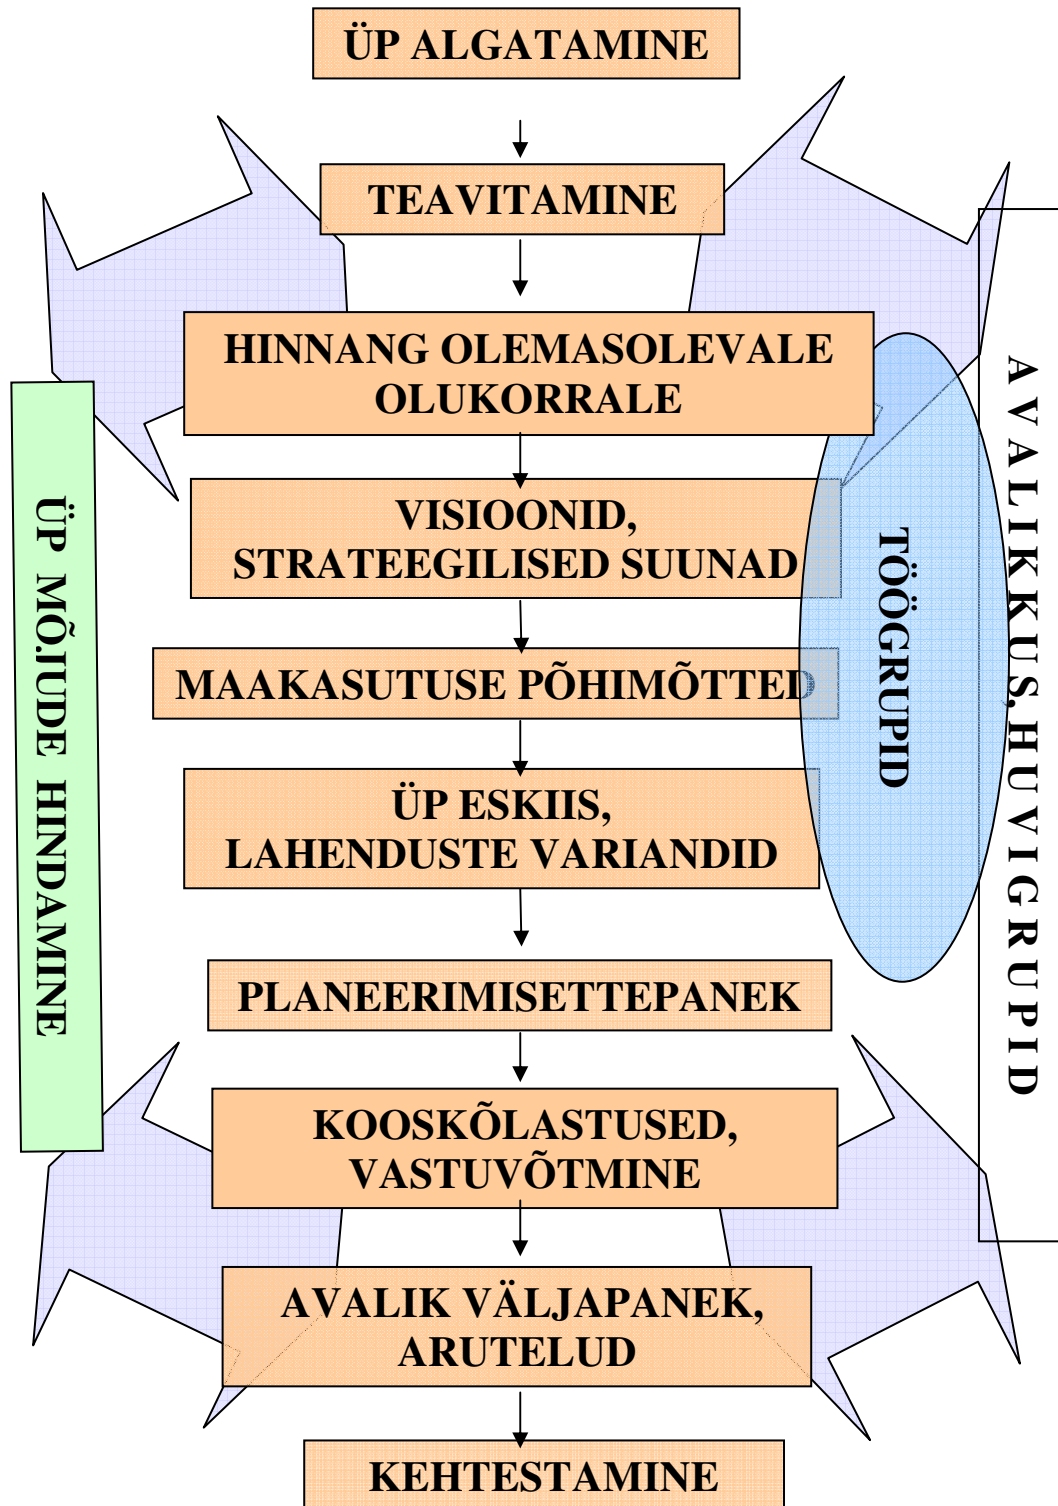 ÜP ALGATAMINE
TEAVITAMINE
HINNANG OLEMASOLEVALE
OLUKORRALE
VISIOONID,
STRATEEGILISED SUUNAD
MAAKASUTUSE PÕHIMÕTTED
ÜP ESKIIS,
LAHENDUSTE VARIANDID
PLANEERIMISETTEPANEK
KOOSKÕLASTUSED,
VASTUVÕTMINE
AVALIK VÄLJAPANEK,
ARUTELUD
KEHTESTAMINE
ÜP MÕJUDE HINDAMINE
TÖÖGRUPID
AVALIKKUS, HUVIGRUPID